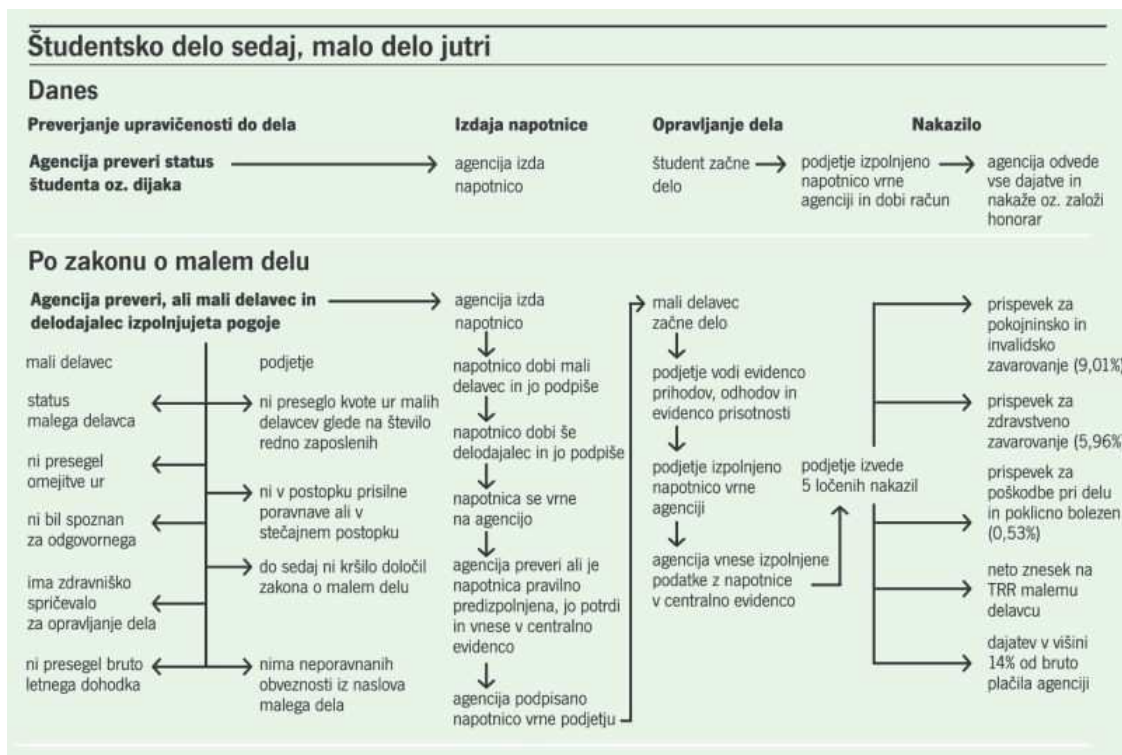 Študentsko delo sedaj, malo delo jutri
Danes
Preverjanje upravičenosti do dela
Izdaja napotnice
Opravljanje dela
Nakazilo
Agencija preveri status
študenta oz. dijaka
agencija izda
napotnico
študent začne
delo
podjetje izpolnjeno
napotnico vrne
agenciji in dobi račun
agencija odvede
vse dajatve in
nakaže oz. založi
honorar
Po zakonu o malem delu
Agencija preveri, ali mali delavec in
delodajalec izpolnjujeta pogoje
mali delavec
status
malega delavca
ni presegel
omejitve ur
ni bil spoznan
za odgovornega
ima zdravniško
spričevalo
za opravljanje dela
ni presegel bruto
letnega dohodka
podjetje
ni preseglo kvote ur malih
delavcev glede na število
redno zaposlenih
ni v postopku prisilne
poravnave ali v
stečajnem postopku
do sedaj ni kršilo določil
zakona o malem delu
nima neporavnanih
obveznosti iz naslova
malega dela
agencija izda
napotnico
napotnico dobi mali
delavec in jo podpiše
napotnico dobi še
delodajalec in jo podpiše
napotnica se vrne
na agencijo
agencija preveri ali je
napotnica pravilno
predizpolnjena, jo potrdi
in vnese v centralno
evidenco
agencija podpisano
napotnico vrne podjetju
mali delavec
začne delo
podjetje vodi evidenco
prihodov, odhodov in
evidenco prisotnosti
podjetje izpolnjeno
napotnico vrne
agenciji
agencija vnese izpolnjene
podatke z napotnice
v centralno evidenco
podjetje izvede
5 ločenih nakazil
prispevek za
pokojninsko in
invalidsko
zavarovanje (9,01%)
prispevek za
zdravstveno
zavarovanje (5,96%
prispevek za
poškodbe pri delu
in poklicno bolezen
(0,53%)
neto znesek na
TRR malemu
delavcu
dajatev v višini
14% od bruto
plačila agenciji